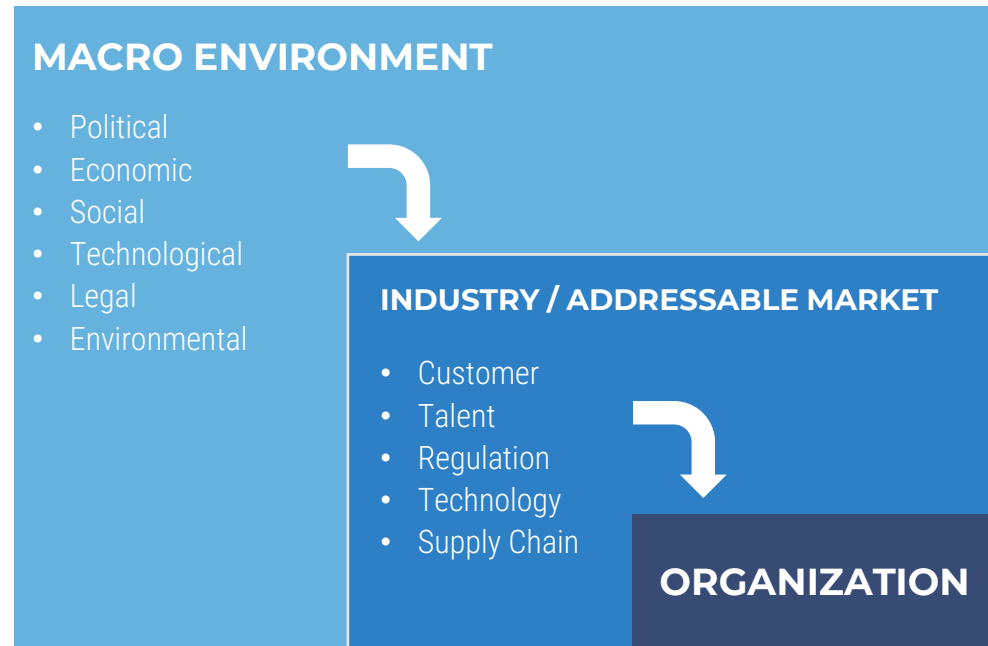 MACRO ENVIRONMENT
• Political
• Economic
• Social
• Technological
• Legal
• Environmental
INDUSTRY / ADDRESSABLE MARKET
• Customer
• Talent
• Regulation
• Technology
• Supply Chain
ORGANIZATION